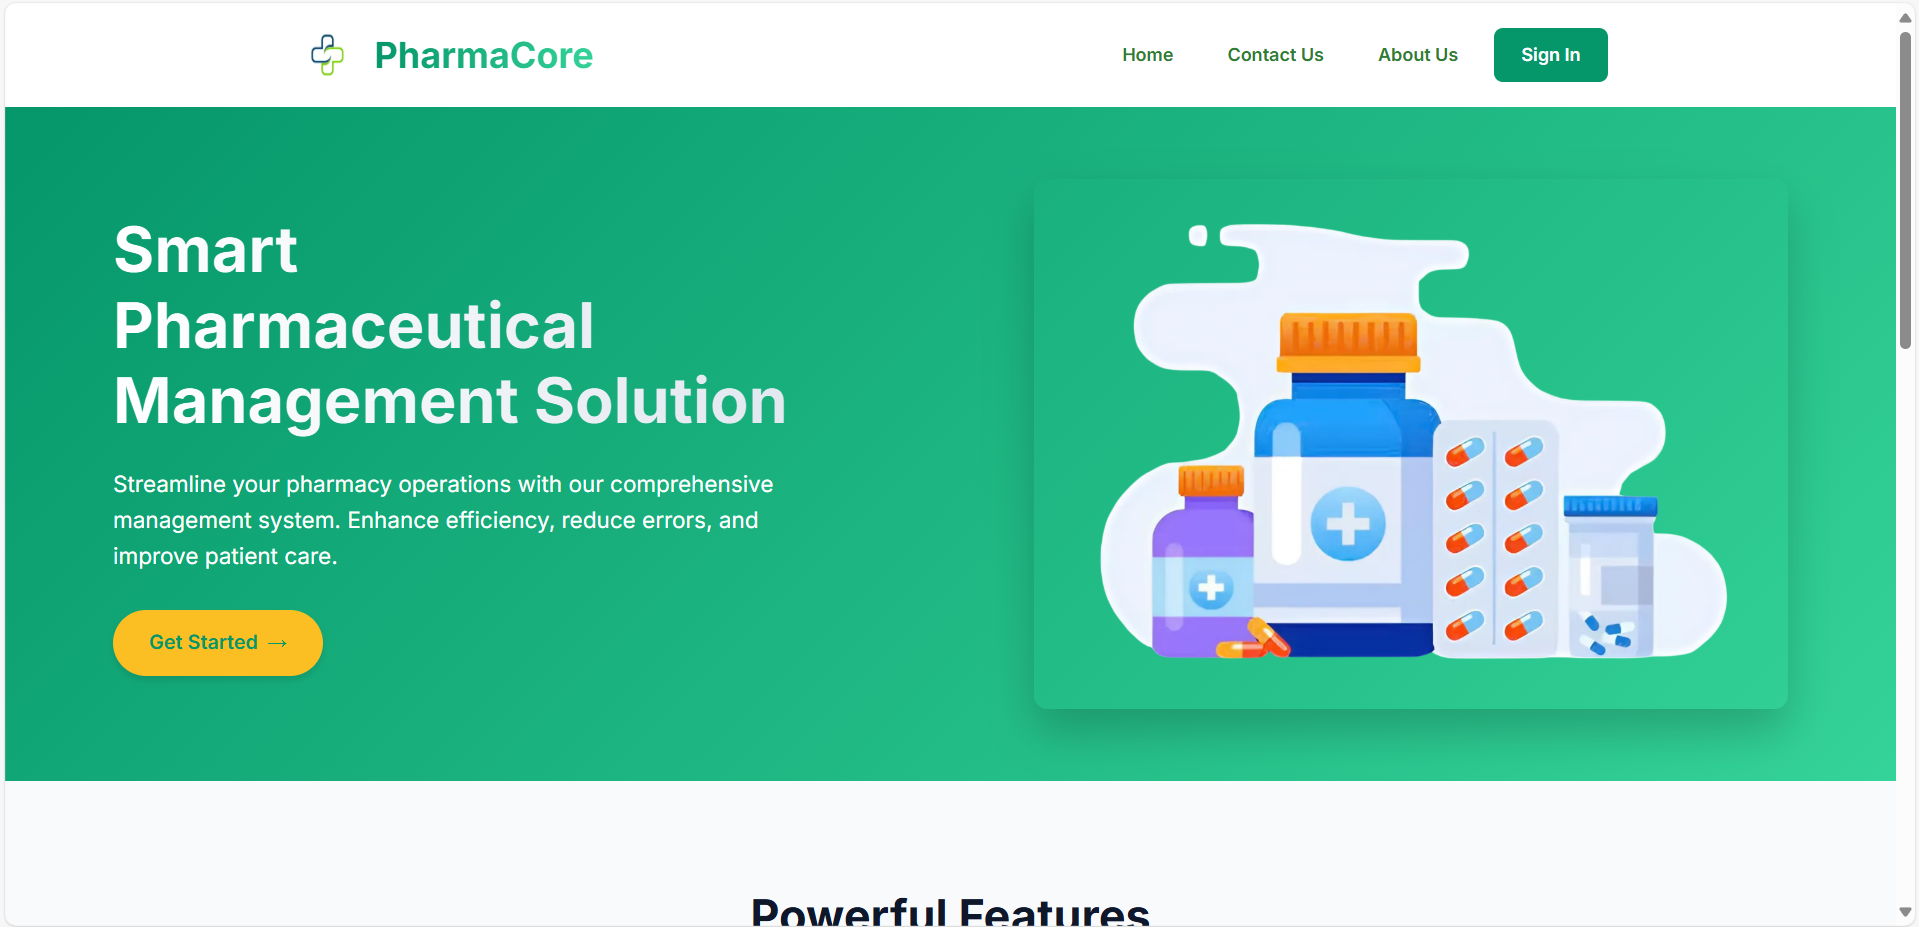 PharmaCore
Home
Contact Us
About Us
Sign In
Smart
Pharmaceutical
Management Solution
Streamline your pharmacy operations with our comprehensive
management system. Enhance efficiency, reduce errors, and
improve patient care.
Get Started →
Powerful Features